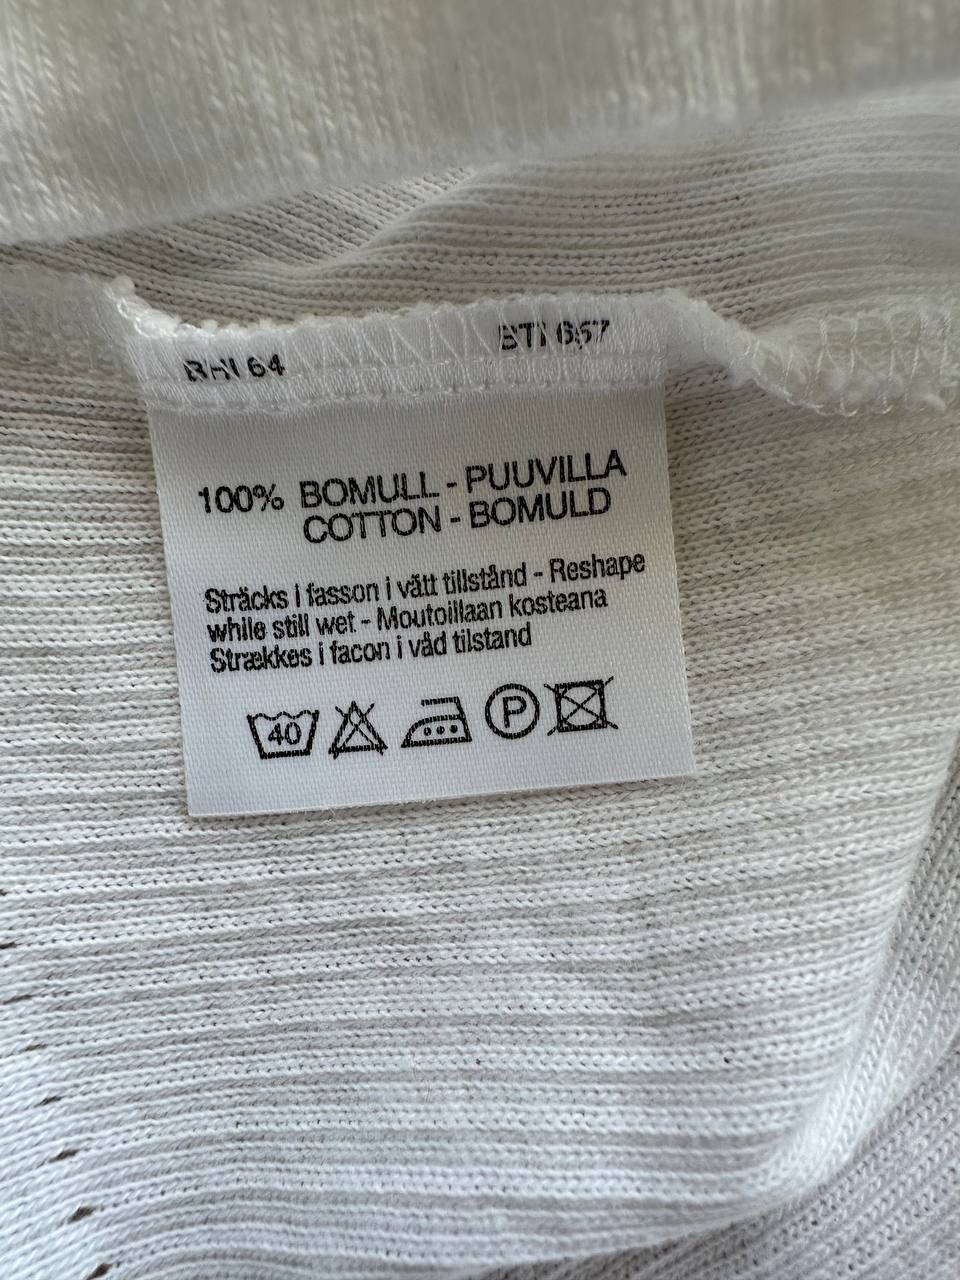 64
BTI 657
100% BOMULL - PUUVILLA
COTTON - BOMULD
Sträcks i fasson i vått tillstånd - Reshape
while still wet - Moutoillaan kosteana
Strækkes i facon i våd tilstand
40
P